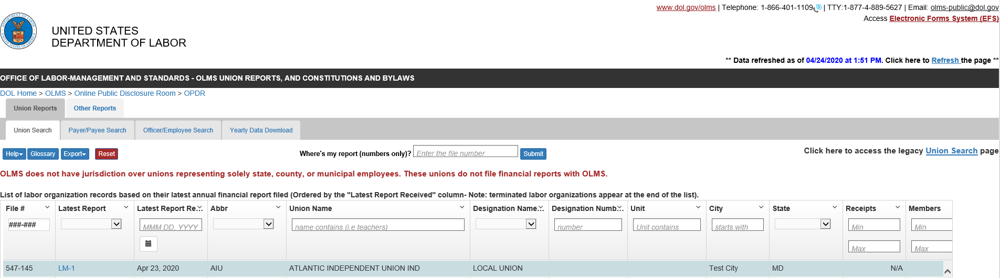 www.dol.gov/olms | Telephone: 1-866-401-1109 | TTY:1-877-4-889-5627 | Email: olms-public@dol.gov
Access Electronic Forms System (EFS)
UNITED STATES
DEPARTMENT OF LABOR
** Data refreshed as of 04/24/2020 at 1:51 PM. Click here to Refresh the page **
OFFICE OF LABOR-MANAGEMENT AND STANDARDS - OLMS UNION REPORTS, AND CONSTITUTIONS AND BYLAWS
DOL Home > OLMS > Online Public Disclosure Room > OPDR
Union Reports Other Reports
Union Search Payer/Payee Search Officer/Employee Search Yearly Data Download
Help Glossary Export Reset Where's my report (numbers only)? Enter the file number Submit Click here to access the legacy Union Search page
OLMS does not have jurisdiction over unions representing solely state, county, or municipal employees. These unions do not file financial reports with OLMS.
List of labor organization records based on their latest annual financial report filed (Ordered by the "Latest Report Received" column- Note: terminated labor organizations appear at the end of the list).
File # Latest Report Latest Report Re... Abbr Union Name Designation Name... Designation Numb... Unit City State Receipts Members
###-### MMM DD, YYYY name contains (i.e teachers) number Unit contains starts with Min Min
Max Max
547-145 LM-1 Apr 23, 2020 AIU ATLANTIC INDEPENDENT UNION IND LOCAL UNION Test City MD N/A